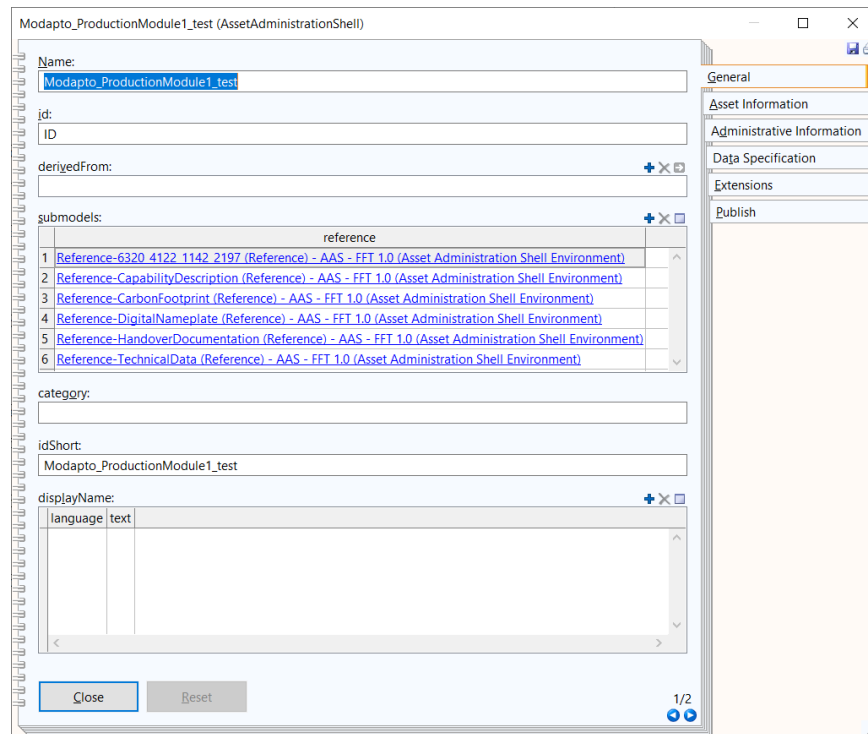 Modapto_ProductionModule1_test (AssetAdministrationShell)
Name:
Modapto_ProductionModule1_test
id:
ID
derivedFrom:
submodels:
reference
1 Reference-6320_4122_1142_2197 (Reference) - AAS - FFT 1.0 (Asset Administration Shell Environment)
2 Reference-CapabilityDescription (Reference) - AAS - FFT 1.0 (Asset Administration Shell Environment)
3 Reference-CarbonFootprint (Reference) - AAS - FFT 1.0 (Asset Administration Shell Environment)
4 Reference-DigitalNameplate (Reference) - AAS - FFT 1.0 (Asset Administration Shell Environment)
5 Reference-HandoverDocumentation (Reference) - AAS - FFT 1.0 (Asset Administration Shell Environment)
6 Reference-TechnicalData (Reference) - AAS - FFT 1.0 (Asset Administration Shell Environment)
category:
idShort:
Modapto_ProductionModule1_test
displayName:
language text
Close Reset
1/2
General
Asset Information
Administrative Information
Data Specification
Extensions
Publish